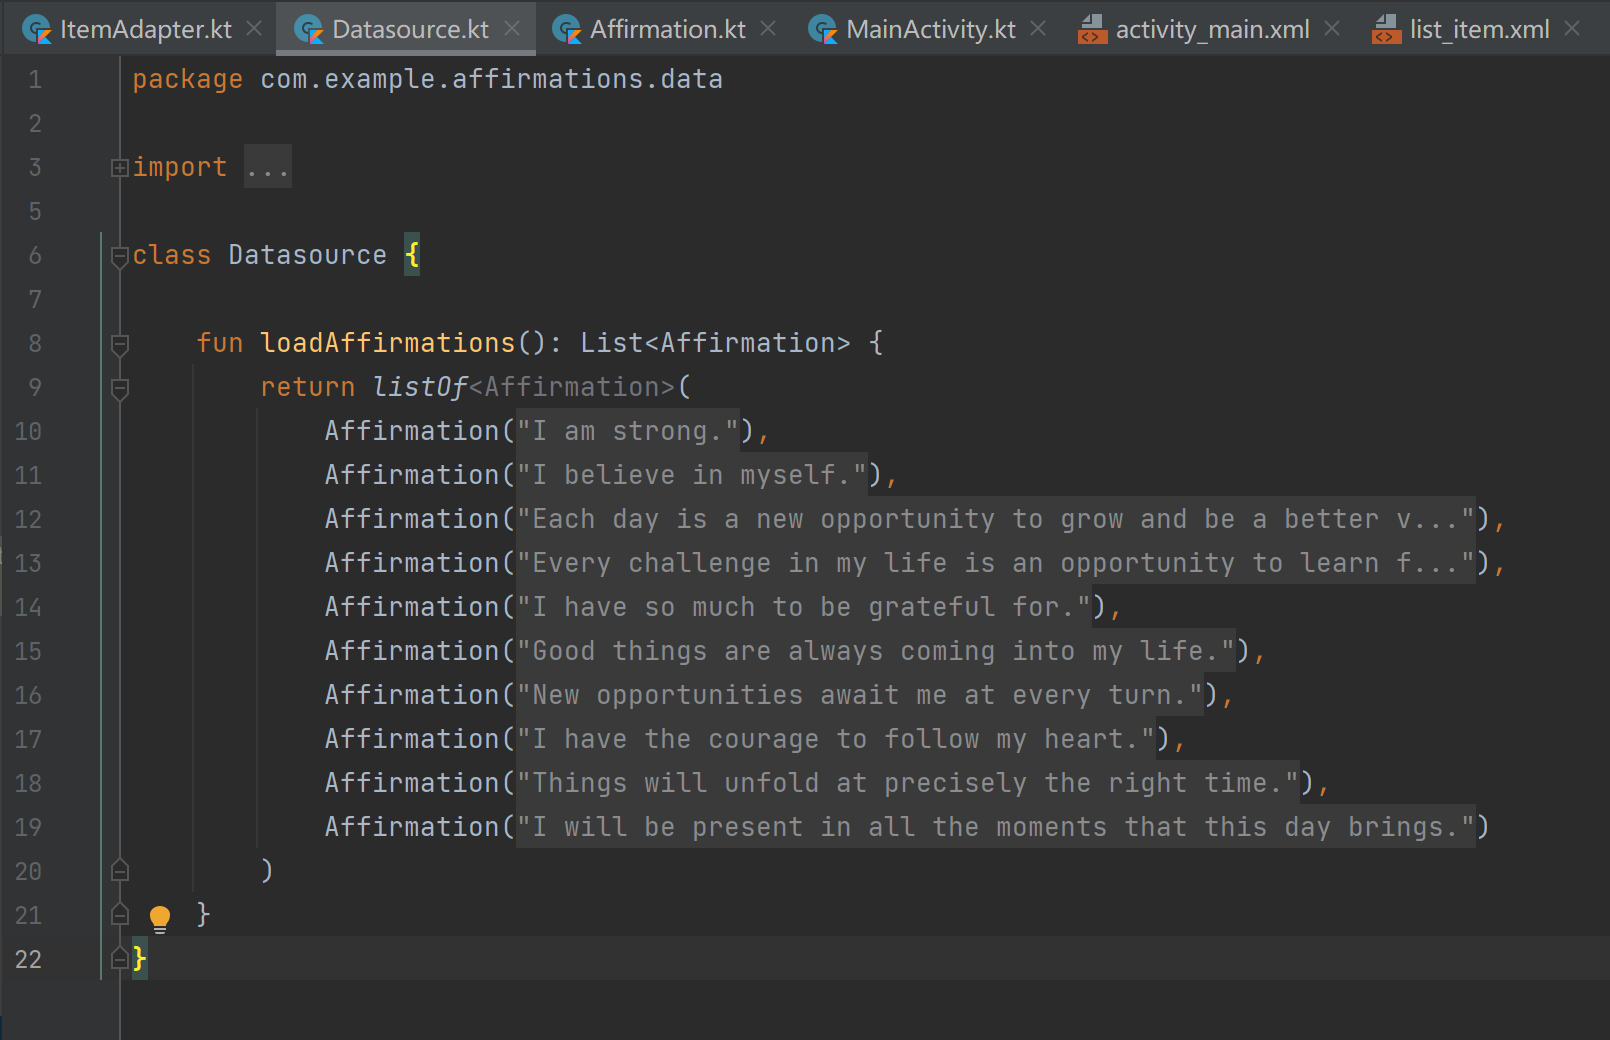 ItemAdapter.kt Datasource.kt Affirmation.kt MainActivity.kt activity_main.xml list_item.xml
1 package com.example.affirmations.data
2
3 import ...
5
6 class Datasource {
7
8 fun loadAffirmations(): List<Affirmation> {
9 return listOf<Affirmation>(
10 Affirmation("I am strong."),
11 Affirmation("I believe in myself."),
12 Affirmation("Each day is a new opportunity to grow and be a better v..."),
13 Affirmation("Every challenge in my life is an opportunity to learn f..."),
14 Affirmation("I have so much to be grateful for."),
15 Affirmation("Good things are always coming into my life."),
16 Affirmation("New opportunities await me at every turn."),
17 Affirmation("I have the courage to follow my heart."),
18 Affirmation("Things will unfold at precisely the right time."),
19 Affirmation("I will be present in all the moments that this day brings.")
20 )
21 }
22 }